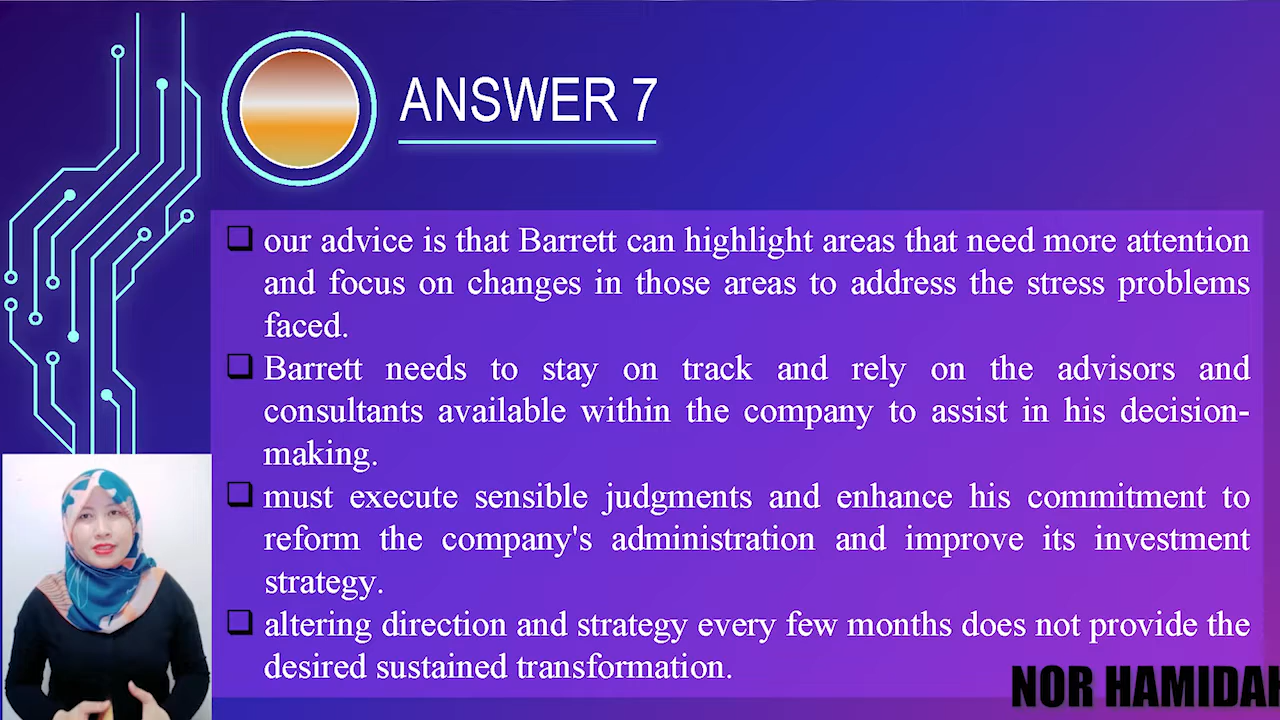 ANSWER 7
our advice is that Barrett can highlight areas that need more attention
and focus on changes in those areas to address the stress problems
faced.
Barrett needs to stay on track and rely on the advisors and
consultants available within the company to assist in his decision-
making.
must execute sensible judgments and enhance his commitment to
reform the company's administration and improve its investment
strategy.
altering direction and strategy every few months does not provide the
desired sustained transformation.
NOR HAMIDAH